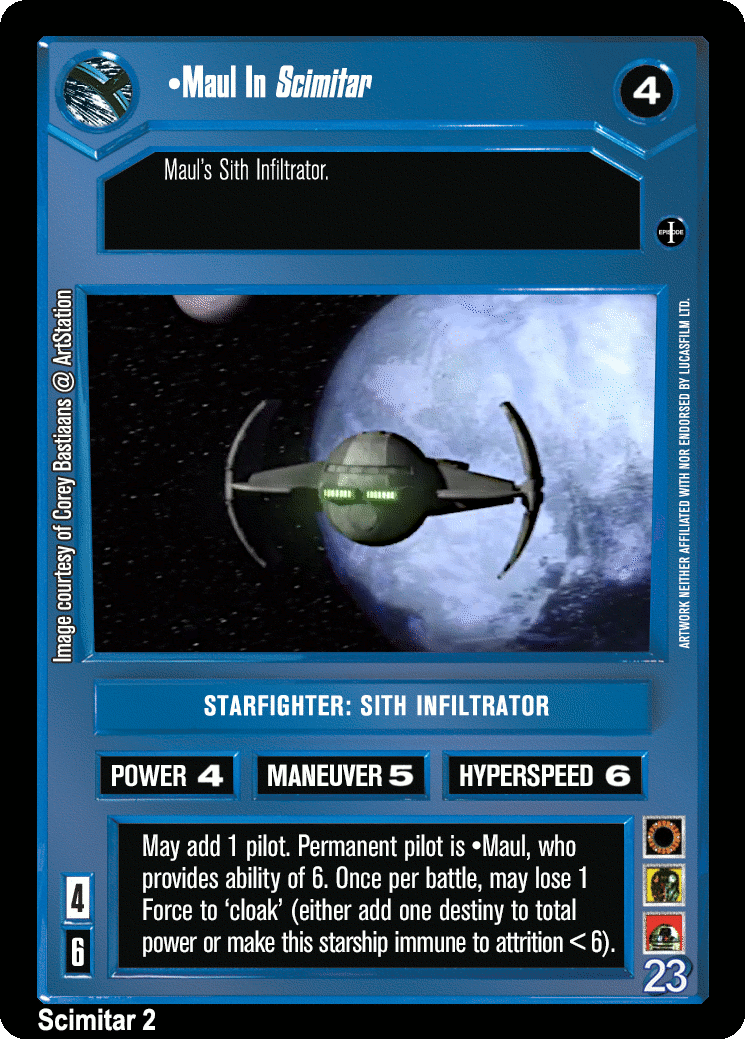 •Maul In Scimitar
4
Maul's Sith Infiltrator.
EPISODE
I
Image courtesy of Corey Bastiaans @ ArtStation
ARTWORK NEITHER AFFILIATED WITH NOR ENDORSED BY LUCASFILM LTD.
STARFIGHTER: SITH INFILTRATOR
POWER 4
MANEUVER 5
HYPERSPEED 6
May add 1 pilot. Permanent pilot is •Maul, who
provides ability of 6. Once per battle, may lose 1
Force to ‘cloak’ (either add one destiny to total
power or make this starship immune to attrition < 6).
4
6
23
Scimitar 2